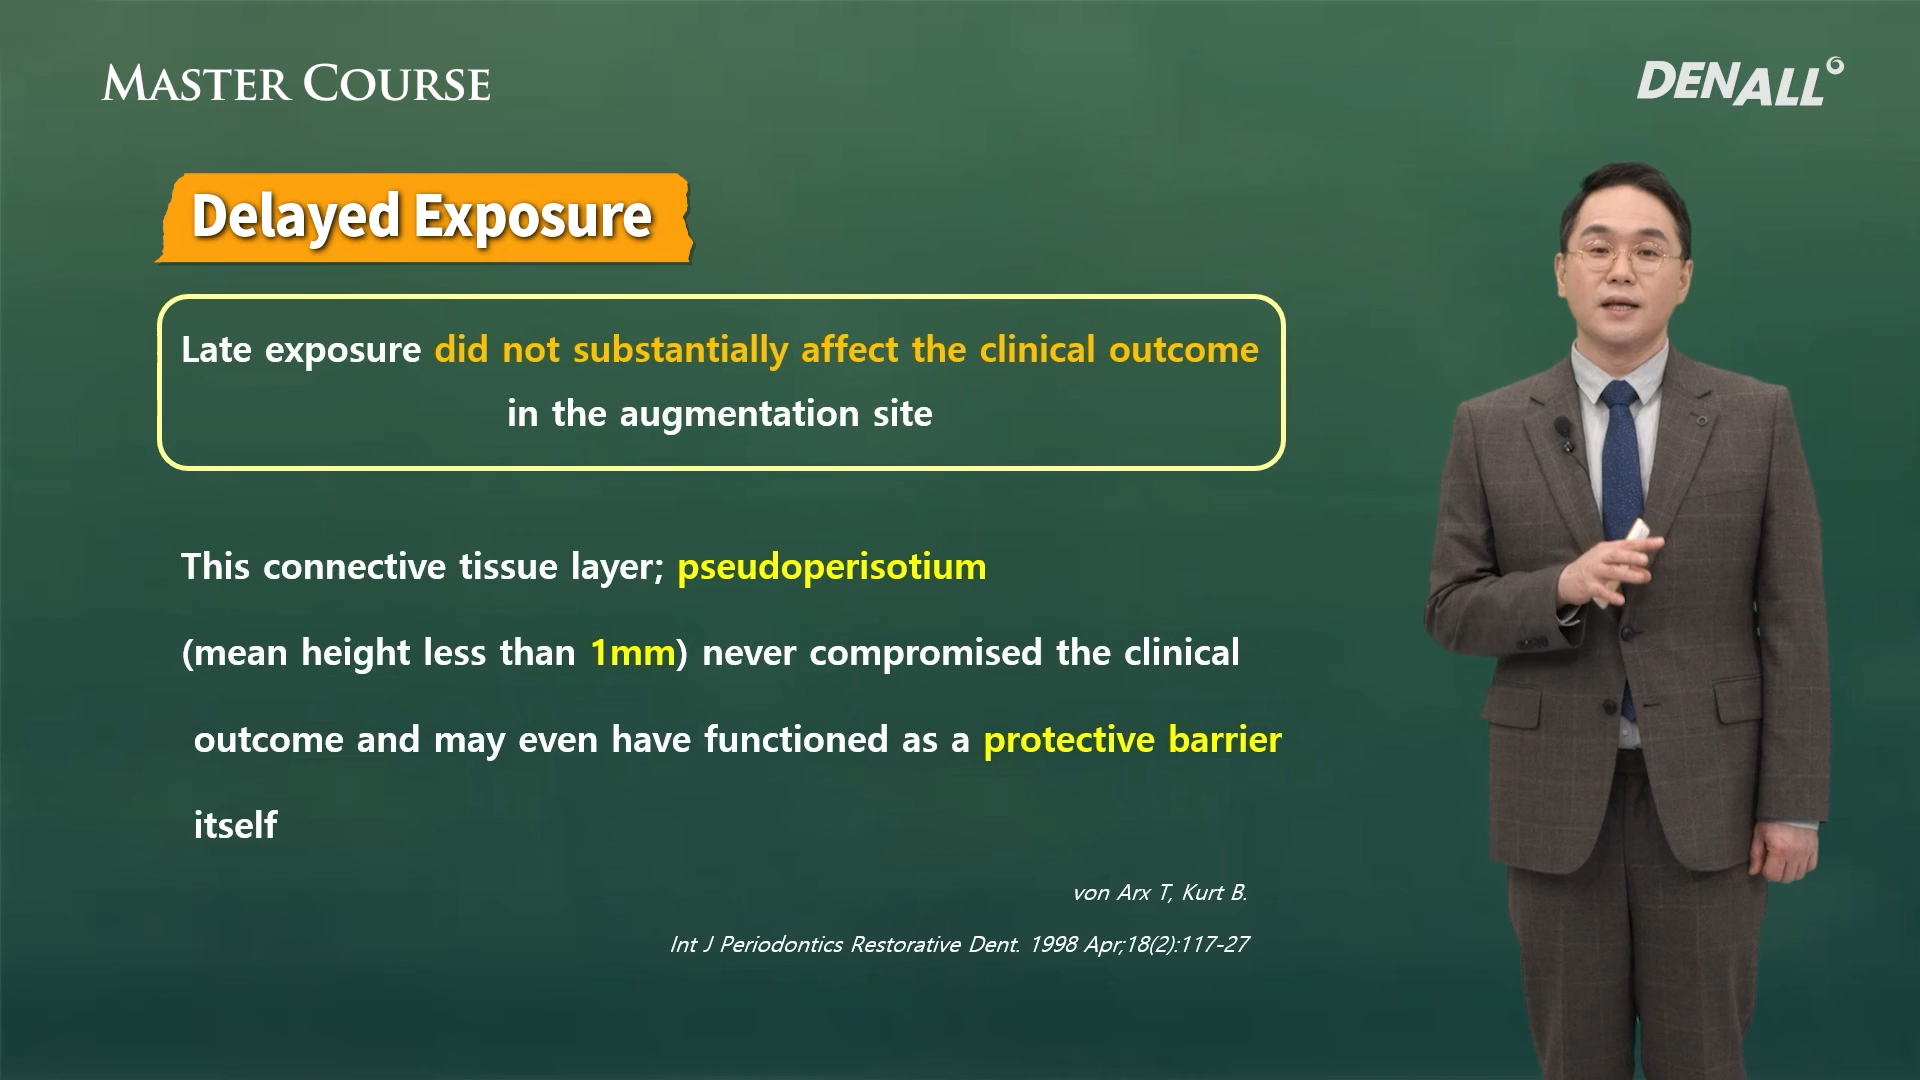 MASTER COURSE
DENALL
Delayed Exposure
Late exposure did not substantially affect the clinical outcome
in the augmentation site
This connective tissue layer; pseudoperisotium
(mean height less than 1mm) never compromised the clinical
outcome and may even have functioned as a protective barrier
itself
von Arx T, Kurt B.
Int J Periodontics Restorative Dent. 1998 Apr;18(2):117-27